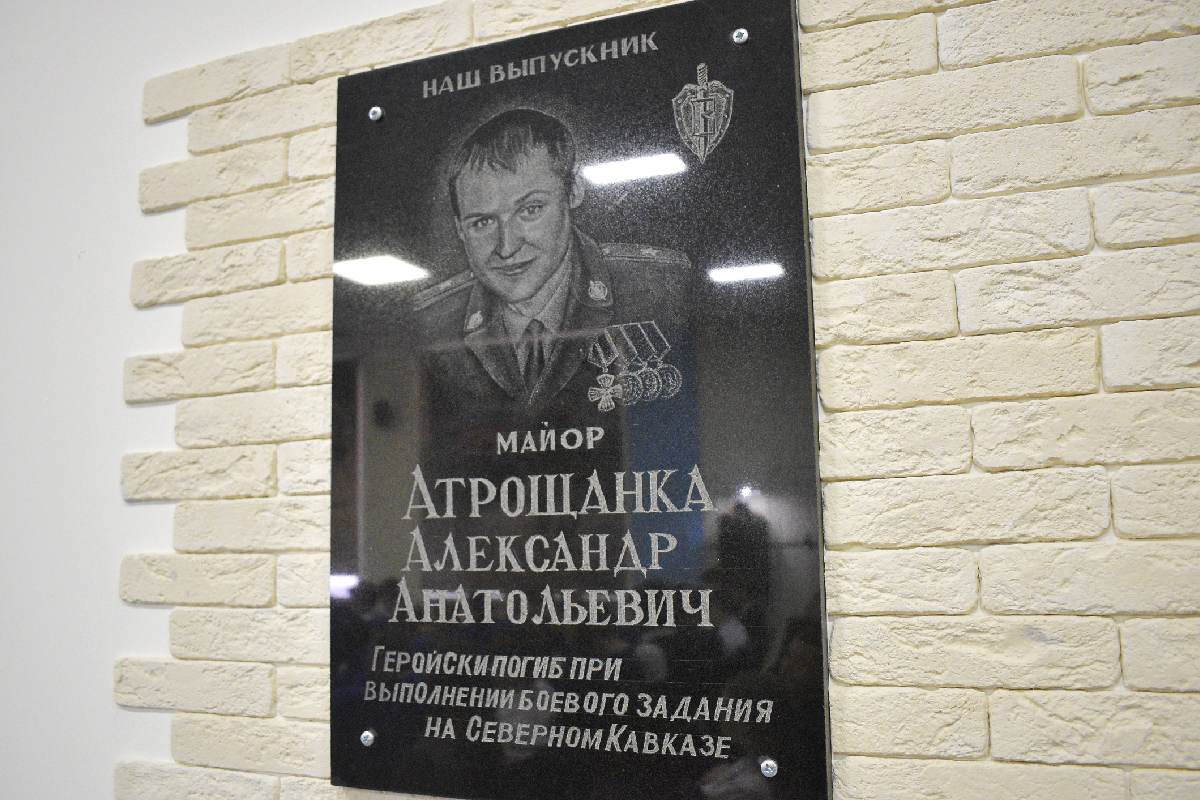 НАШ ВЫПУСКНИК
В
МАЙОР
АТРОЩАНКА
АЛЕКСАНДР
АНАТОЛЬЕВИЧ
ГЕРОЙСКИ ПОГИБ ПРИ
ВЫПОЛНЕНИИ БОЕВОГО ЗАДАНИЯ
НА СЕВЕРНОМ КАВКАЗЕ